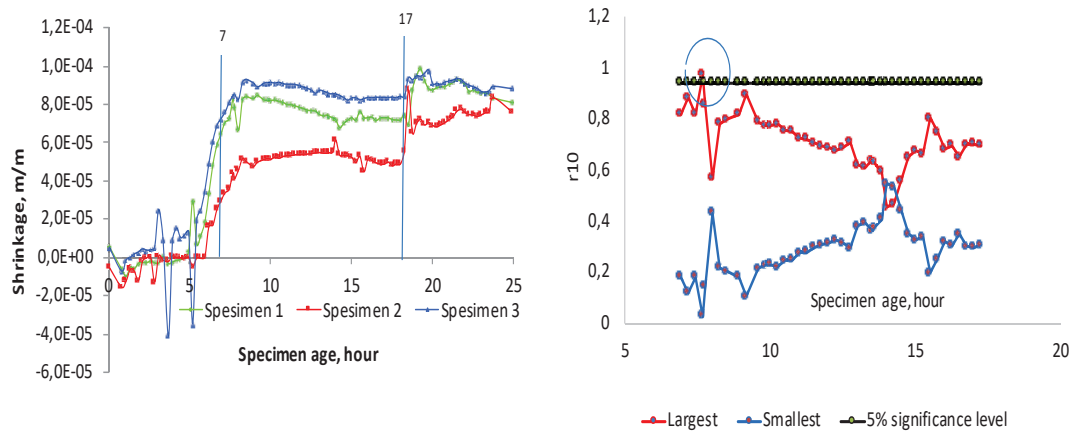 1,2E-04
1,0E-04
8,0E-05
6,0E-05
4,0E-05
2,0E-05
0,0E+00
-2,0E-05
-4,0E-05
-6,0E-05
Shrinkage, m/m
7
17
0 5 10 15 20 25
Spesimen 1 Spesimen 2 Spesimen 3
Specimen age, hour
1,2
1
0,8
0,6
0,4
0,2
0
r10
Specimen age, hour
5 10 15 20
Largest Smallest 5% significance level